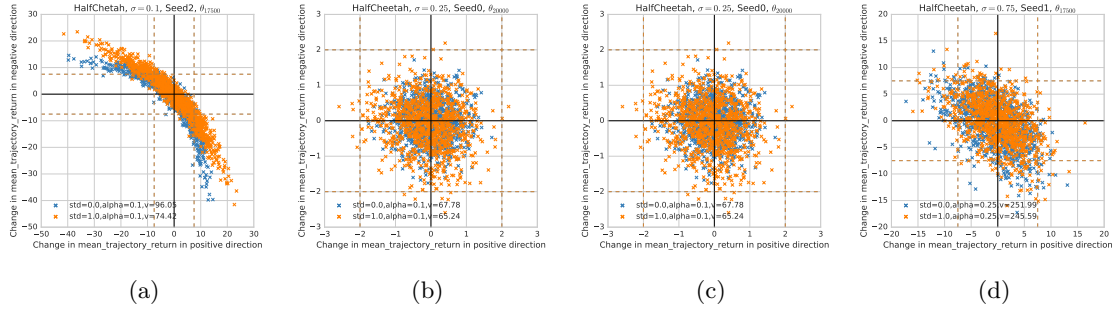 HalfChetah, σ = 0.1, Seed2, θ17500
Change in mean_trajectory_return in negative direction
30
20
10
0
−10
−20
−30
−40
−50
std=0.0,alpha=0.1,v=96.05
std=1.0,alpha=0.1,v=74.42
−40 −30 −20 −10 0 10 20 30
Change in mean_trajectory_return in positive direction
(a)
HalfCheetah, σ = 0.25, Seed0, θ20000
Change in mean_trajectory_return in negative direction
3
2
1
0
−1
−2
−3
std=0.0,alpha=0.1,v=67.78
std=1.0,alpha=0.1,v=65.24
−3 −2 −1 0 1 2 3
Change in mean_trajectory_return in positive direction
(b)
HalfCheetah, σ = 0.25, Seed0, θ20000
Change in mean_trajectory_return in negative direction
3
2
1
0
−1
−2
−3
std=0.0,alpha=0.1,v=67.78
std=1.0,alpha=0.1,v=65.24
−3 −2 −1 0 1 2 3
Change in mean_trajectory_return in positive direction
(c)
HalfCheetah, σ = 0.75, Seed1, θ17500
Change in mean_trajectory_return in negative direction
20
15
10
5
0
−5
−10
−15
−20
std=0.0,alpha=0.25,v=251.99
std=1.0,alpha=0.25,v=245.59
−20 −15 −10 −5 0 5 10 15 20
Change in mean_trajectory_return in positive direction
(d)